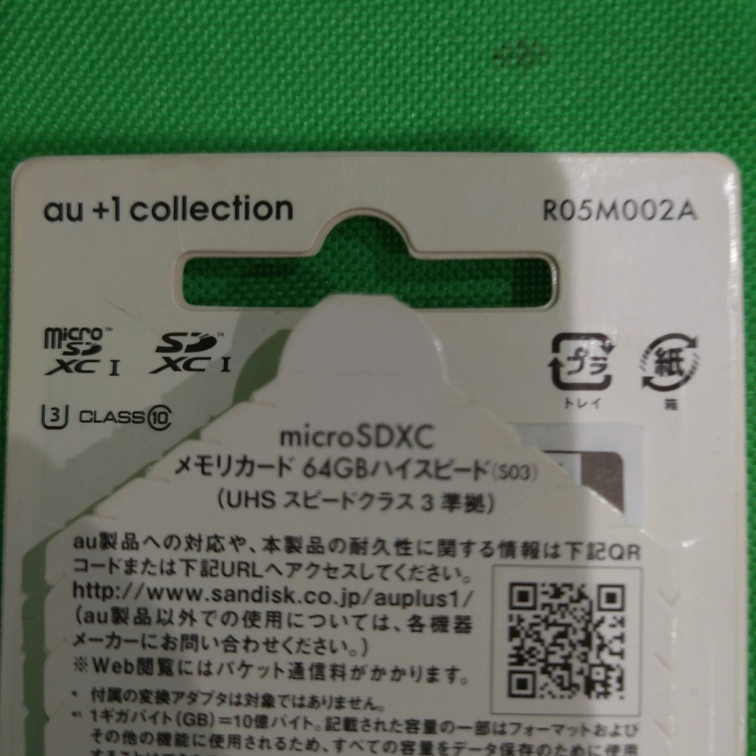 au +1 collection
R05M002A
micro SD XC I
SD XC I
プラ
トレイ
紙
箱
3 CLASS 10
microSDXC
メモリカード 64GBハイスピード(S03)
(UHS スピードクラス 3 準拠)
au製品への対応や、本製品の耐久性に関する情報は下記QR
コードまたは下記URLへアクセスしてください。
http://www.sandisk.co.jp/auplus1/
(au製品以外での使用については、各機器
メーカーにお問い合わせください。)
※Web閲覧にはパケット通信料がかかります。
* 付属の変換アダプタは対象ではありません。
*¹ 1ギガバイト(GB)=10億バイト。記載された容量の一部はフォーマットおよび
その他の機能に使用されるため、すべての容量をデータ保存のために使用